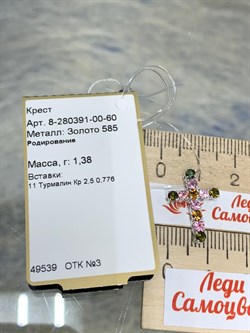 Крест
Арт. 8-280391-00-60
Металл: Золото 585
Родирование
Масса, г: 1,38
Вставки:
11 Турмалин Кр 2.5 0,776
49539 ОТК №3
Леди
Самоцве
Леди
Самоцв